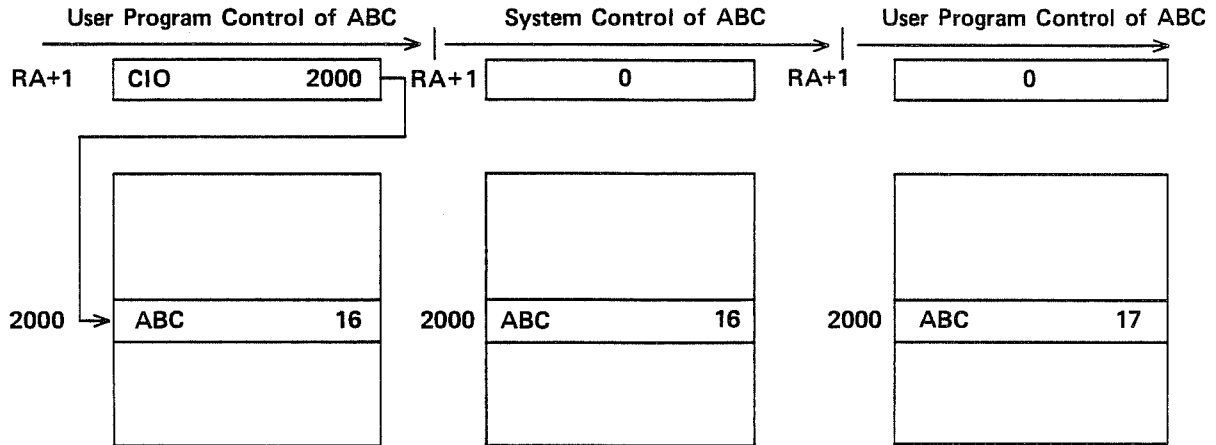 User Program Control of ABC System Control of ABC User Program Control of ABC
RA+1 CIO 2000 RA+1 0 RA+1 0
2000 ABC 16 2000 ABC 16 2000 ABC 17